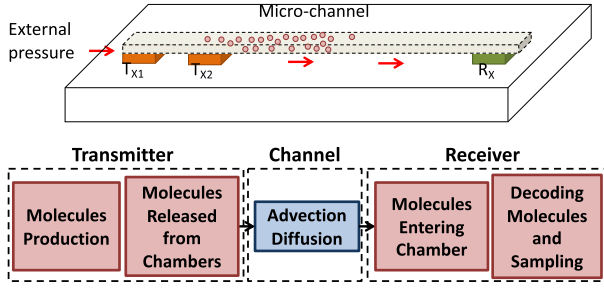 Micro-channel
External
pressure
TX1
TX2
RX
Transmitter
Channel
Receiver
Molecules
Production
Molecules
Released
from
Chambers
Advection
Diffusion
Molecules
Entering
Chamber
Decoding
Molecules
and
Sampling